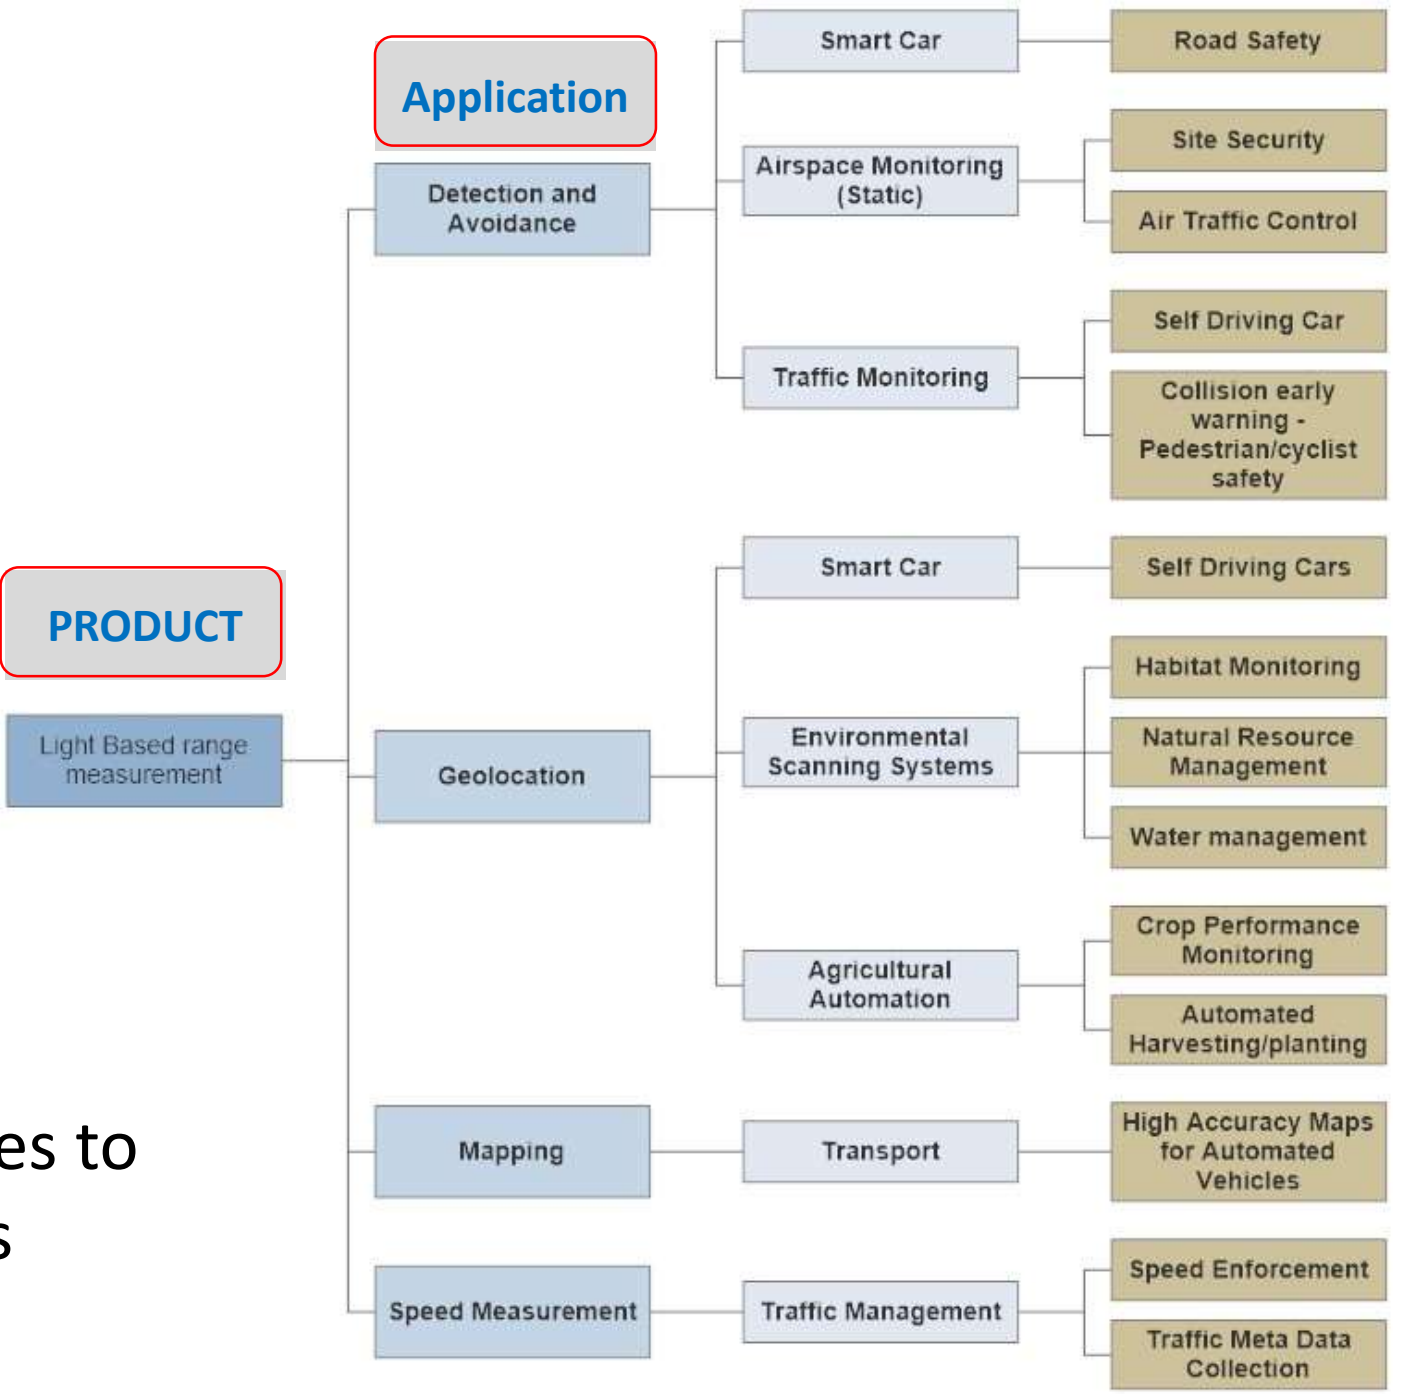 Application
PRODUCT
Light Based range
measurement
Detection and
Avoidance
Smart Car
Road Safety
Airspace Monitoring
(Static)
Site Security
Air Traffic Control
Traffic Monitoring
Self Driving Car
Collision early
warning -
Pedestrian/cyclist
safety
Geolocation
Smart Car
Self Driving Cars
Environmental
Scanning Systems
Habitat Monitoring
Natural Resource
Management
Water management
Agricultural
Automation
Crop Performance
Monitoring
Automated
Harvesting/planting
Mapping
Transport
High Accuracy Maps
for Automated
Vehicles
Speed Measurement
Traffic Management
Speed Enforcement
Traffic Meta Data
Collection
es to
s